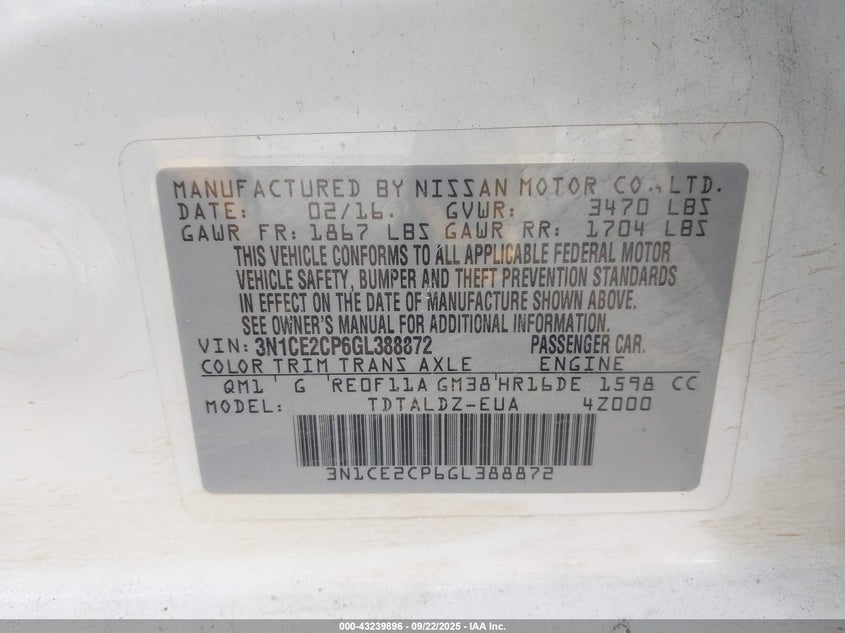 MANUFACTURED BY NISSAN MOTOR CO., LTD.
DATE: 02/16. GVWR: 3470 LBS
GAWR FR: 1867 LBS GAWR RR: 1704 LBS
THIS VEHICLE CONFORMS TO ALL APPLICABLE FEDERAL MOTOR
VEHICLE SAFETY, BUMPER AND THEFT PREVENTION STANDARDS
IN EFFECT ON THE DATE OF MANUFACTURE SHOWN ABOVE.
SEE OWNER'S MANUAL FOR ADDITIONAL INFORMATION.
VIN: 3N1CE2CP6GL388872 PASSENGER CAR.
COLOR TRIM TRANS AXLE ENGINE
QM1 G RE0F11A GM38 HR16DE 1598 CC
MODEL: TDTALDZ-EUA 4Z000
3N1CE2CP6GL388872
000-43239896 - 09/22/2025 - IAA Inc.